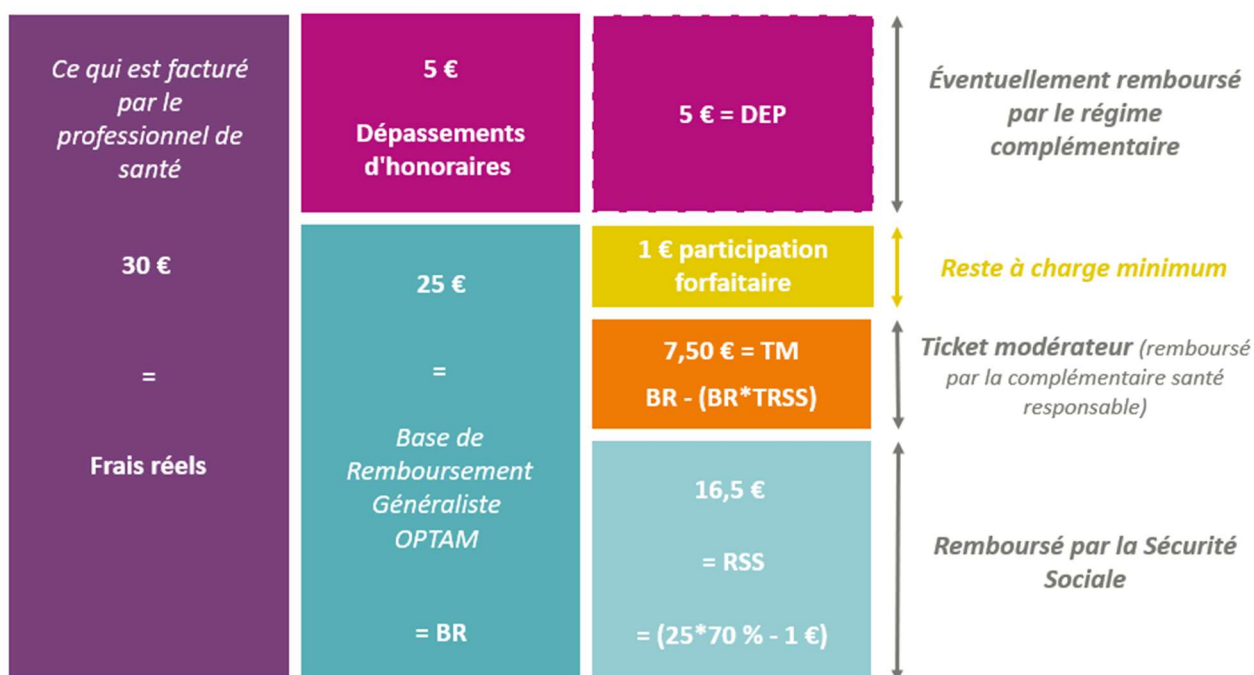 Ce qui est facturé
par le
professionnel de
santé
30 €
=
Frais réels
5 €
Dépassements
d'honoraires
25 €
=
Base de
Remboursement
Généraliste
OPTAM
= BR
5 € = DEP
1 € participation
forfaitaire
7,50 € = TM
BR - (BR*TRSS)
16,5 €
= RSS
= (25*70 % - 1 €)
Éventuellement remboursé
par le régime
complémentaire
Reste à charge minimum
Ticket modérateur (remboursé
par la complémentaire santé
responsable)
Remboursé par la Sécurité
Sociale